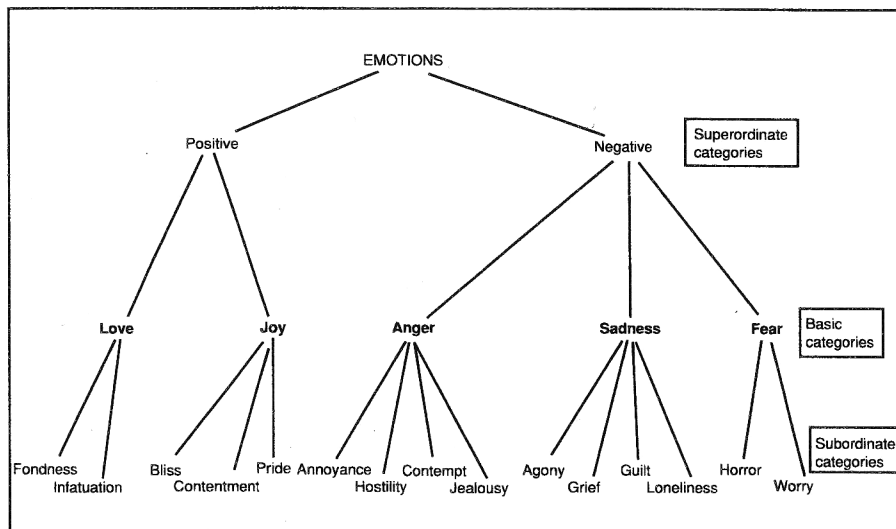 EMOTIONS
Positive
Negative
Superordinate
categories
Love
Joy
Anger
Sadness
Fear
Basic
categories
Fondness
Infatuation
Bliss
Contentment
Pride
Annoyance
Hostility
Contempt
Jealousy
Agony
Grief
Guilt
Loneliness
Horror
Worry
Subordinate
categories